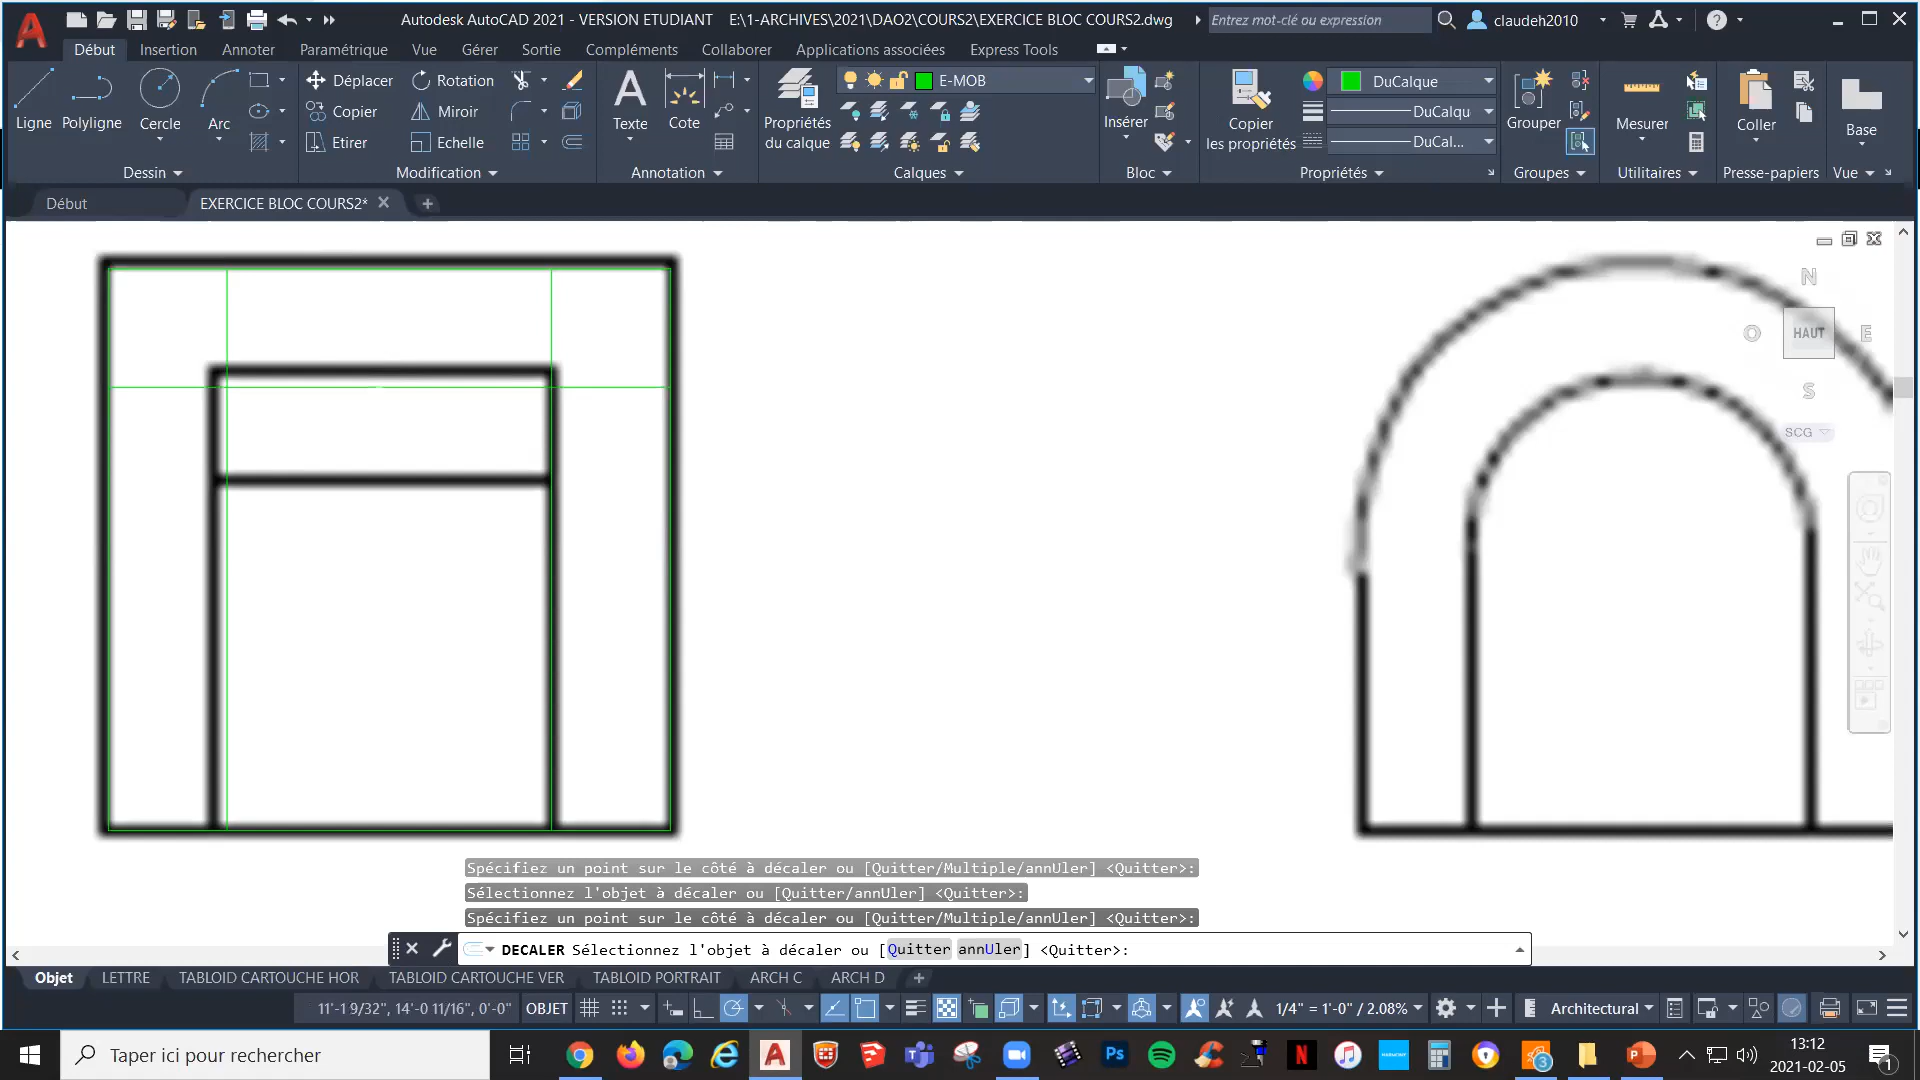 Autodesk AutoCAD 2021 - VERSION ETUDIANT E:\1-ARCHIVES\2021\DAO2\COURS2\EXERCICE BLOC COURS2.dwg
Entrez mot-clé ou expression
claudeh2010
Début Insertion Annoter Paramétrique Vue Gérer Sortie Compléments Collaborer Applications associées Express Tools
Ligne Polyligne Cercle Arc
Déplacer Rotation
Copier Miroir
Etirer Echelle
Texte Cote
Propriétés
du calque
E-MOB
Insérer
Copier
les propriétés
DuCalque
DuCalqu
DuCal...
Grouper
Mesurer
Coller
Base
Dessin Modification Annotation Calques Bloc Propriétés Groupes Utilitaires Presse-papiers Vue
Début EXERCICE BLOC COURS2*
N
O HAUT E
S
SCG
Spécifiez un point sur le côté à décaler ou [Quitter/Multiple/annUler] <Quitter>:
Sélectionnez l'objet à décaler ou [Quitter/annUler] <Quitter>:
Spécifiez un point sur le côté à décaler ou [Quitter/Multiple/annUler] <Quitter>:
DECALER Sélectionnez l'objet à décaler ou [Quitter annUler] <Quitter>:
Objet LETTRE TABLOID CARTOUCHE HOR TABLOID CARTOUCHE VER TABLOID PORTRAIT ARCH C ARCH D
11'-1 9/32", 14'-0 11/16", 0'-0" OBJET 1/4" = 1'-0" / 2.08% Architectural
Taper ici pour rechercher
Ps
N
3
13:12
2021-02-05
1